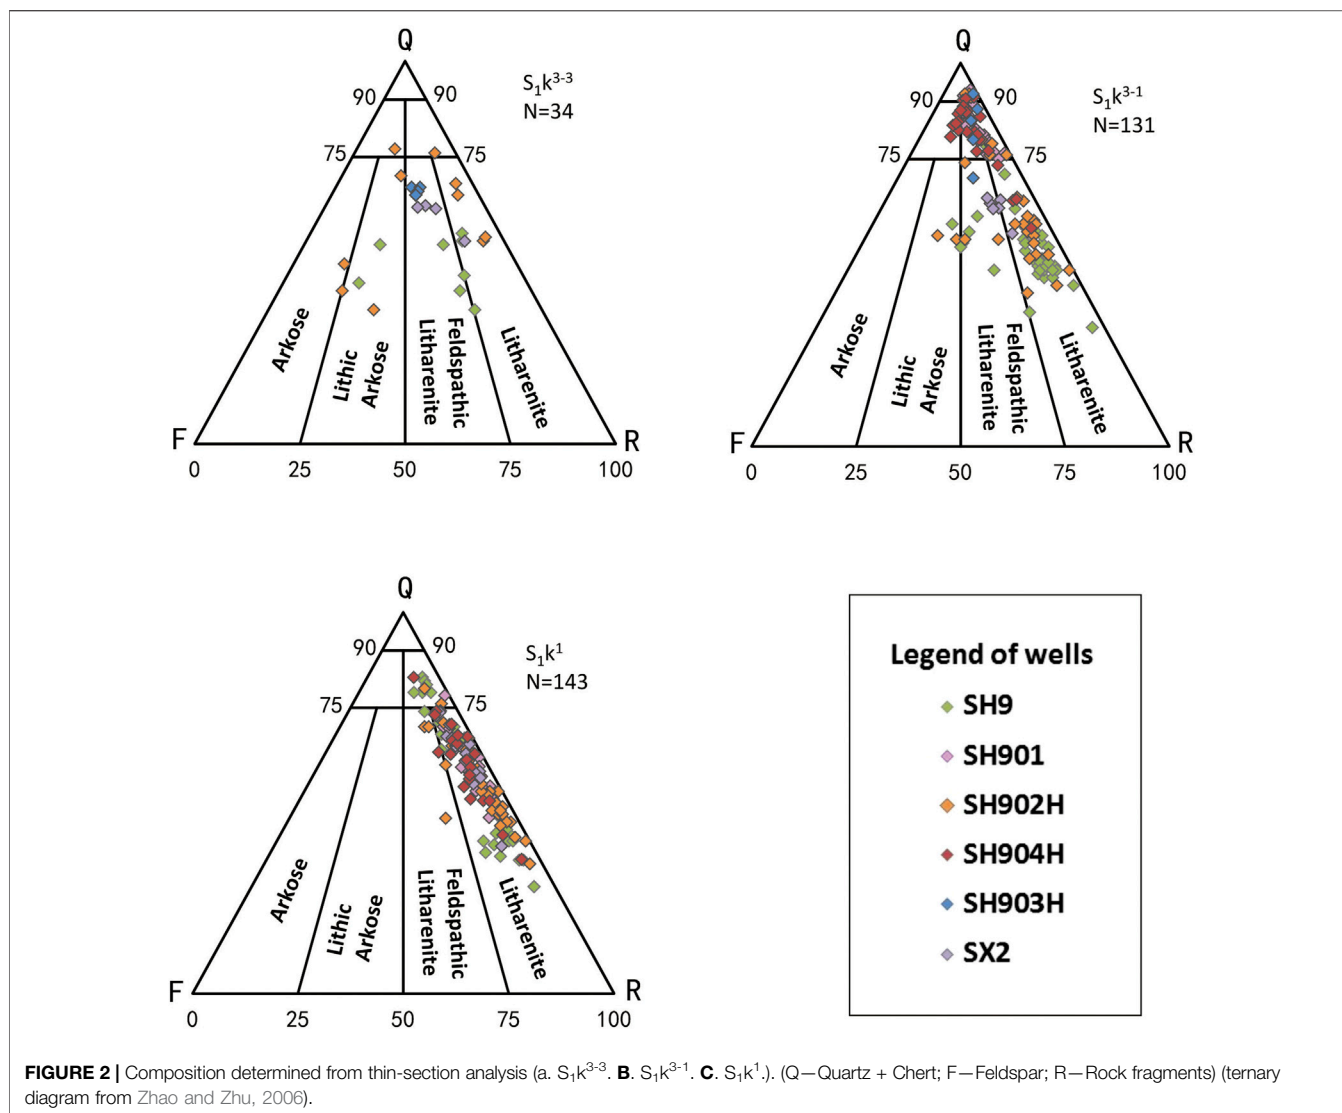 Q
S₁k³⁻³
N=34
90
90
75
75
Arkose
Lithic
Arkose
Feldspathic
Litharenite
Litharenite
F
R
0
25
50
75
100
Q
S₁k³⁻¹
N=131
90
90
75
75
Arkose
Lithic
Arkose
Feldspathic
Litharenite
Litharenite
F
R
0
25
50
75
100
Q
S₁k¹
N=143
90
90
75
75
Arkose
Lithic
Arkose
Feldspathic
Litharenite
Litharenite
F
R
0
25
50
75
100
Legend of wells
SH9
SH901
SH902H
SH904H
SH903H
SX2
FIGURE 2 | Composition determined from thin-section analysis (a. S₁k³⁻³. B. S₁k³⁻¹. C. S₁k¹.). (Q—Quartz + Chert; F—Feldspar; R—Rock fragments) (ternary
diagram from Zhao and Zhu, 2006).